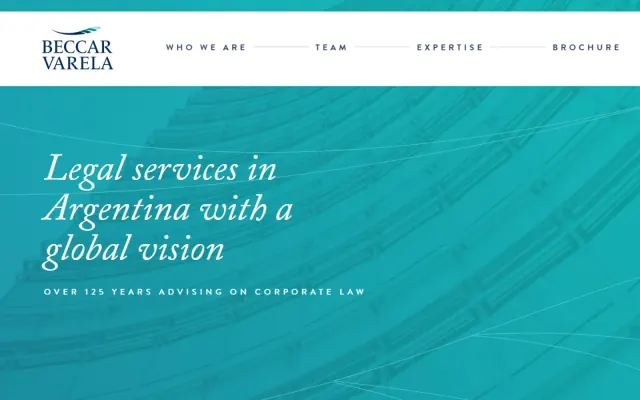 BECCAR
VARELA
WHO WE ARE
TEAM
EXPERTISE
BROCHURE
Legal services in
Argentina with a
global vision
OVER 125 YEARS ADVISING ON CORPORATE LAW